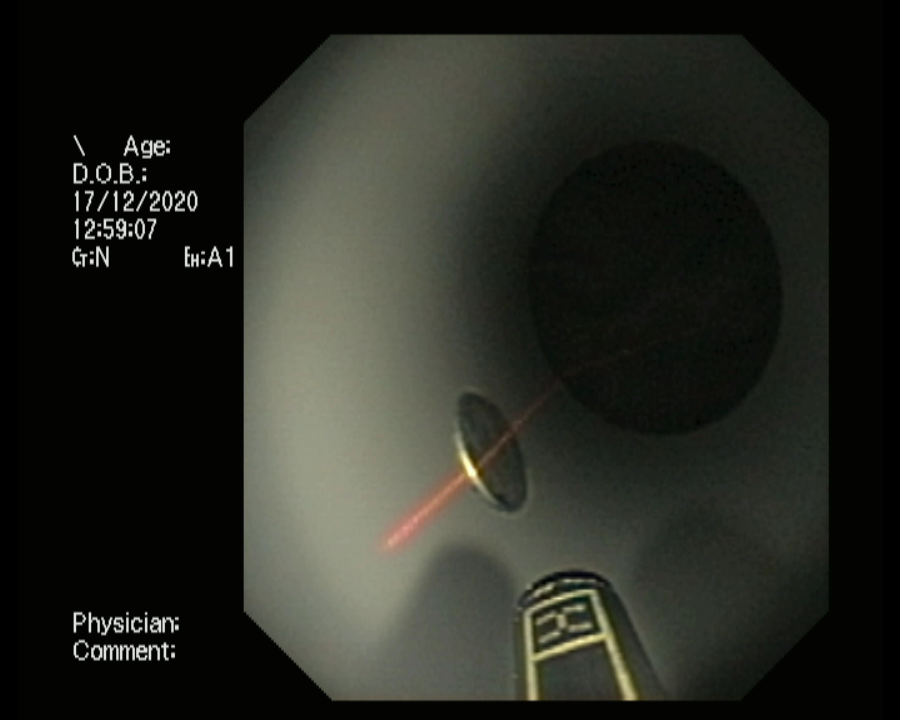 \ Age:
D.O.B.:
17/12/2020
12:59:07
Cr:N Eh:A1
Physician:
Comment: